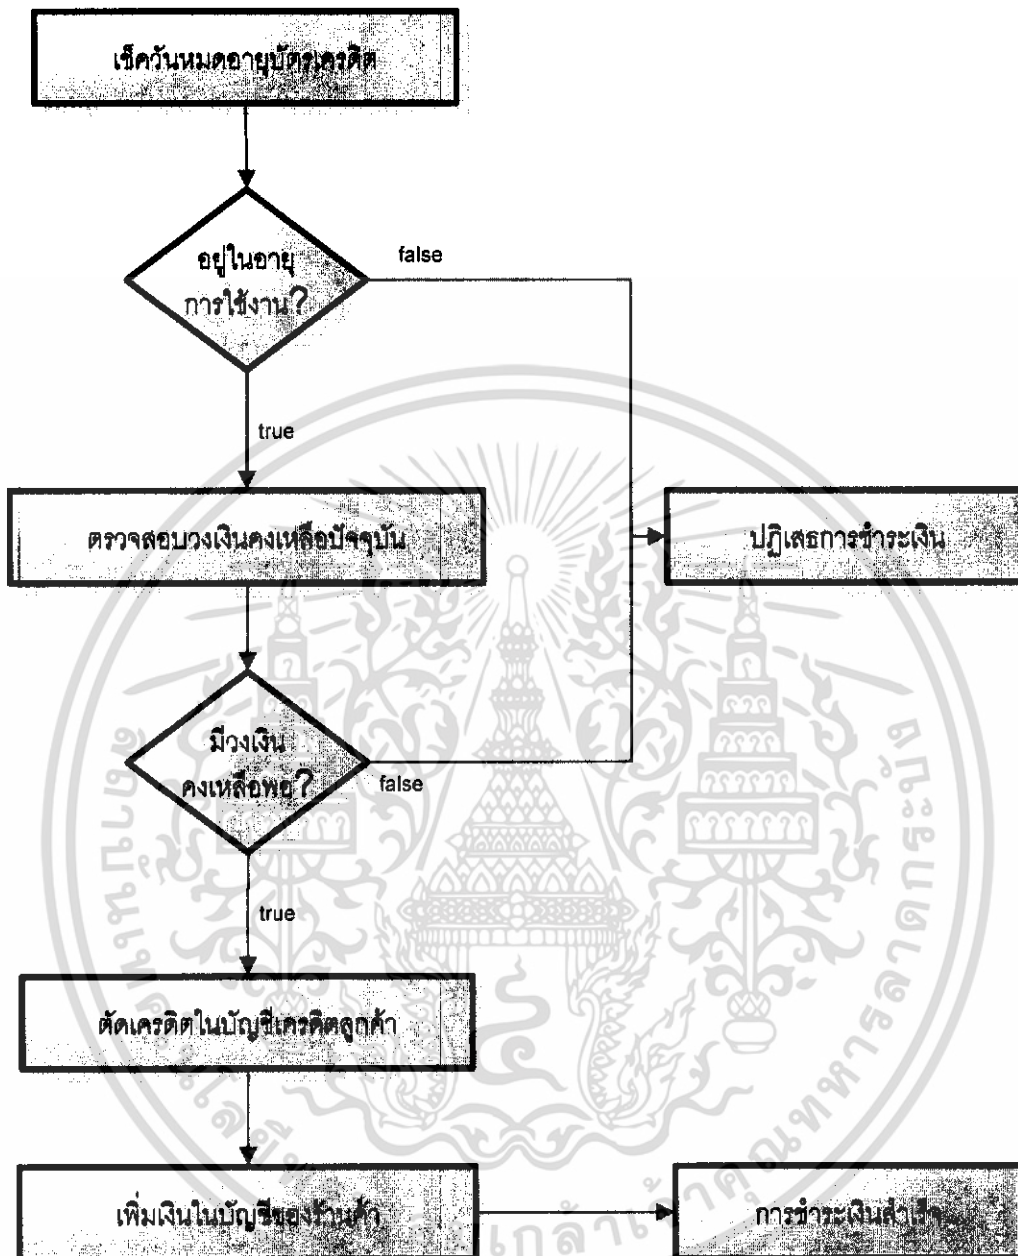 เช็ควันหมดอายุบัตรเครดิต
อยู่ในอายุ
การใช้งาน?
false
true
ตรวจสอบวงเงินคงเหลือปัจจุบัน
ปฏิเสธการชำระเงิน
มีวงเงิน
คงเหลือพอ?
false
true
ตัดเครดิตในบัญชีเครดิตลูกค้า
เพิ่มเงินในบัญชีของร้านค้า
การชำระเงินสำเร็จ